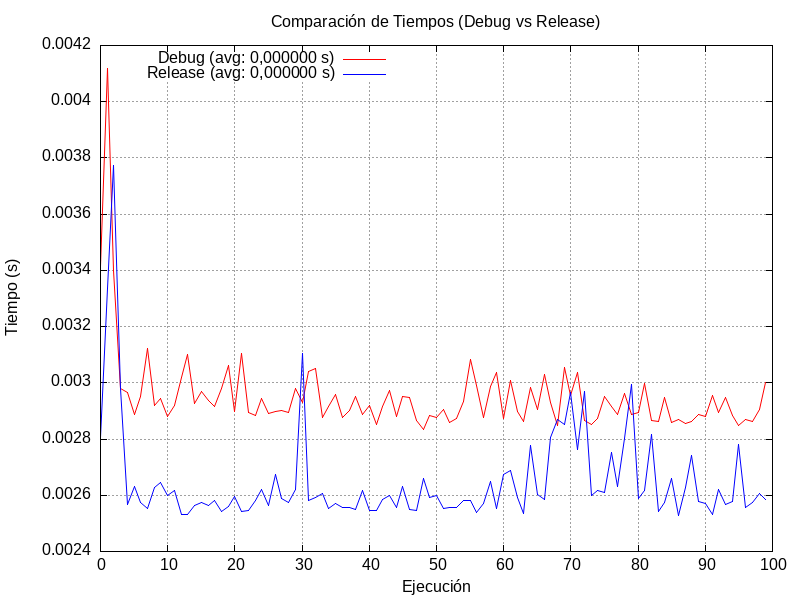 Comparación de Tiempos (Debug vs Release)
Debug (avg: 0,000000 s)
Release (avg: 0,000000 s)
0.0042
0.004
0.0038
0.0036
0.0034
0.0032
0.003
0.0028
0.0026
0.0024
Tiempo (s)
0 10 20 30 40 50 60 70 80 90 100
Ejecución